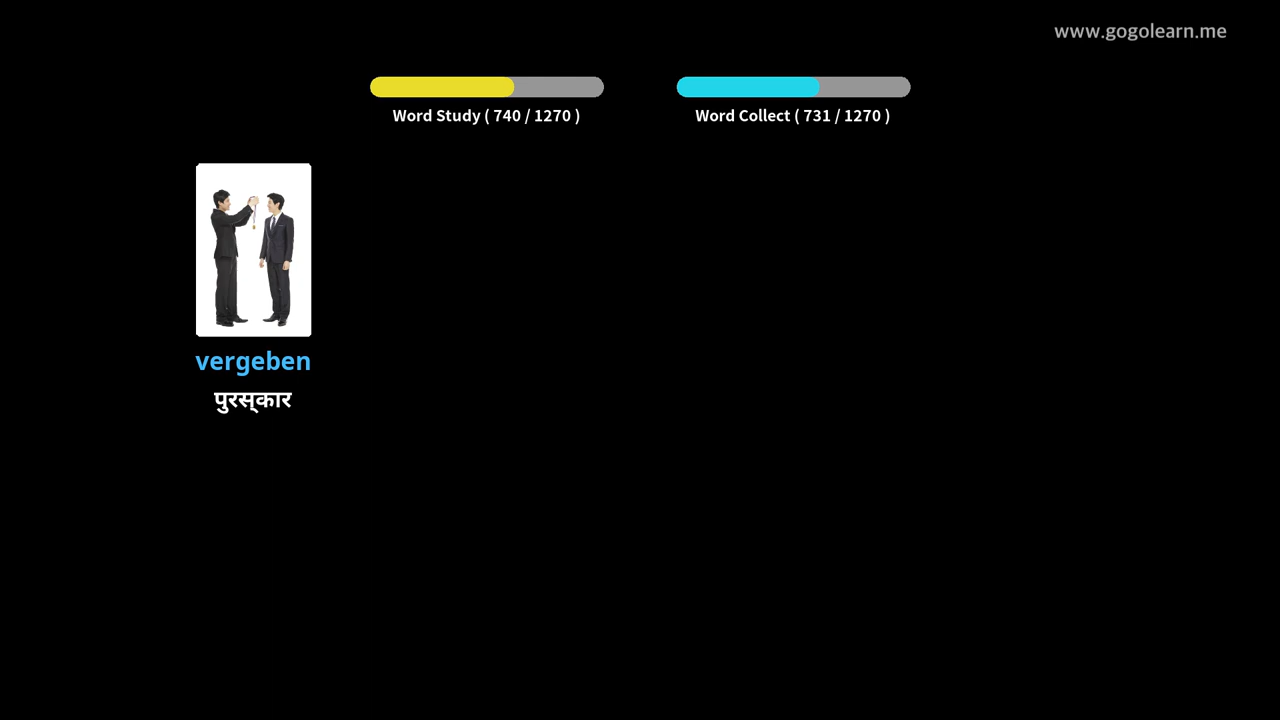 www.gogolearn.me
Word Study ( 740 / 1270 )
Word Collect ( 731 / 1270 )
vergeben
पुरस्कार